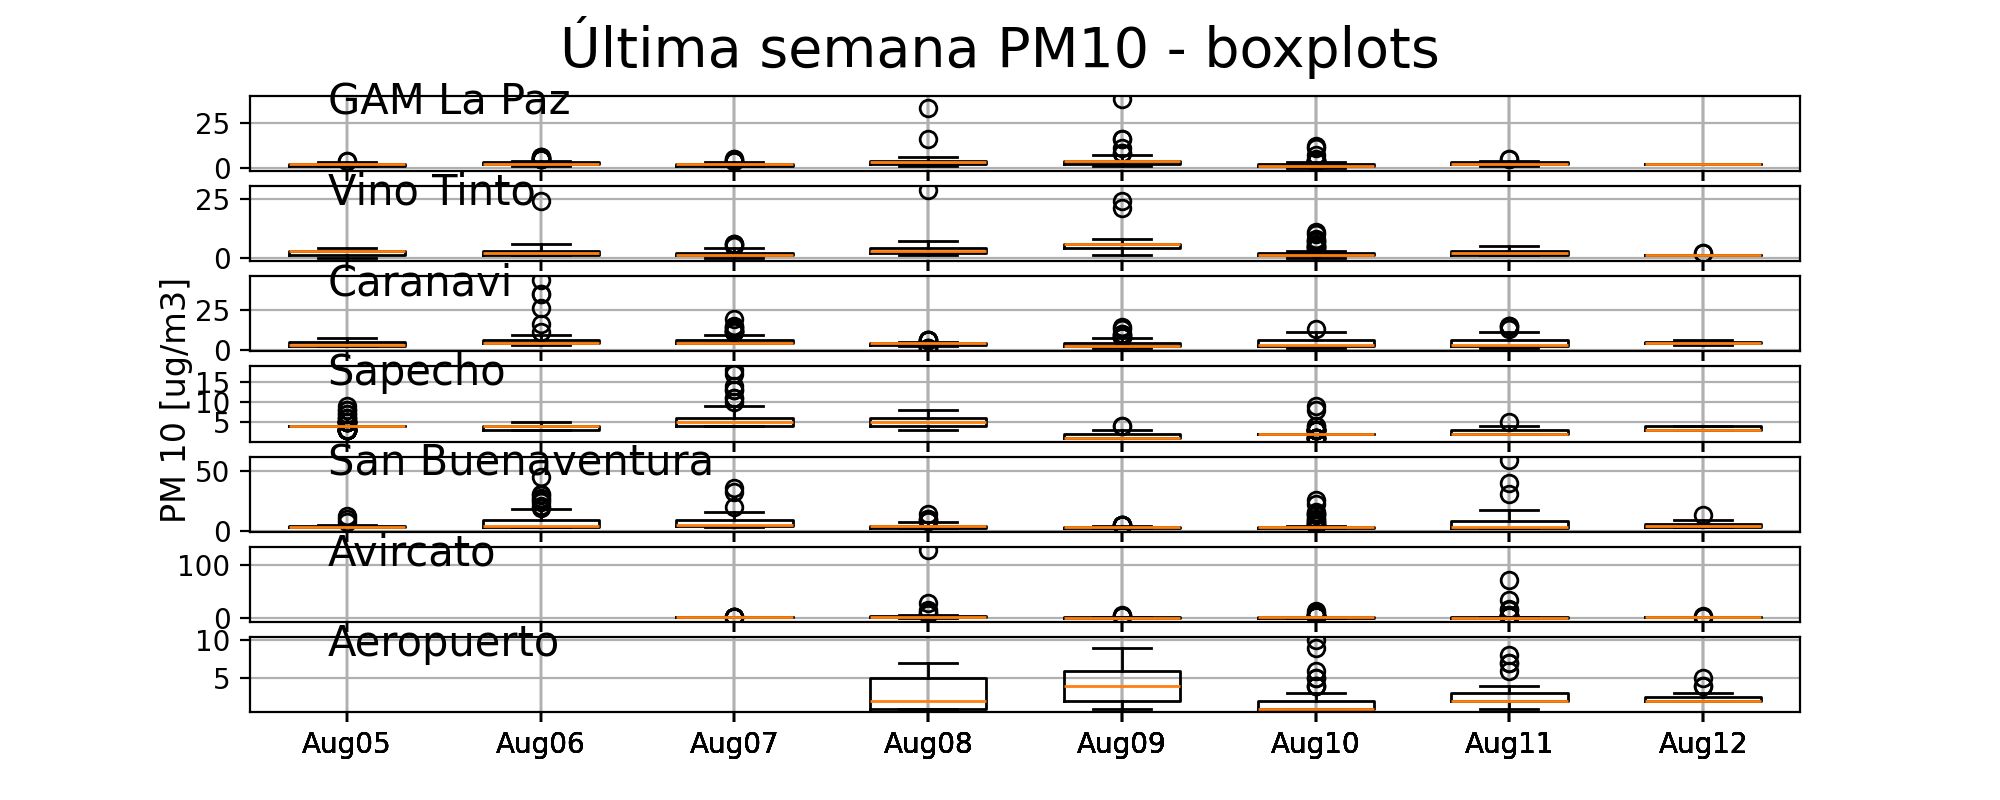 Última semana PM10 - boxplots
GAM La Paz
25
0
Vino Tinto
25
0
Caranavi
25
0
PM 10 [ug/m3]
Sapecho
15
10
5
San Buenaventura
50
0
Avircato
100
0
Aeropuerto
10
5
Aug05 Aug06 Aug07 Aug08 Aug09 Aug10 Aug11 Aug12